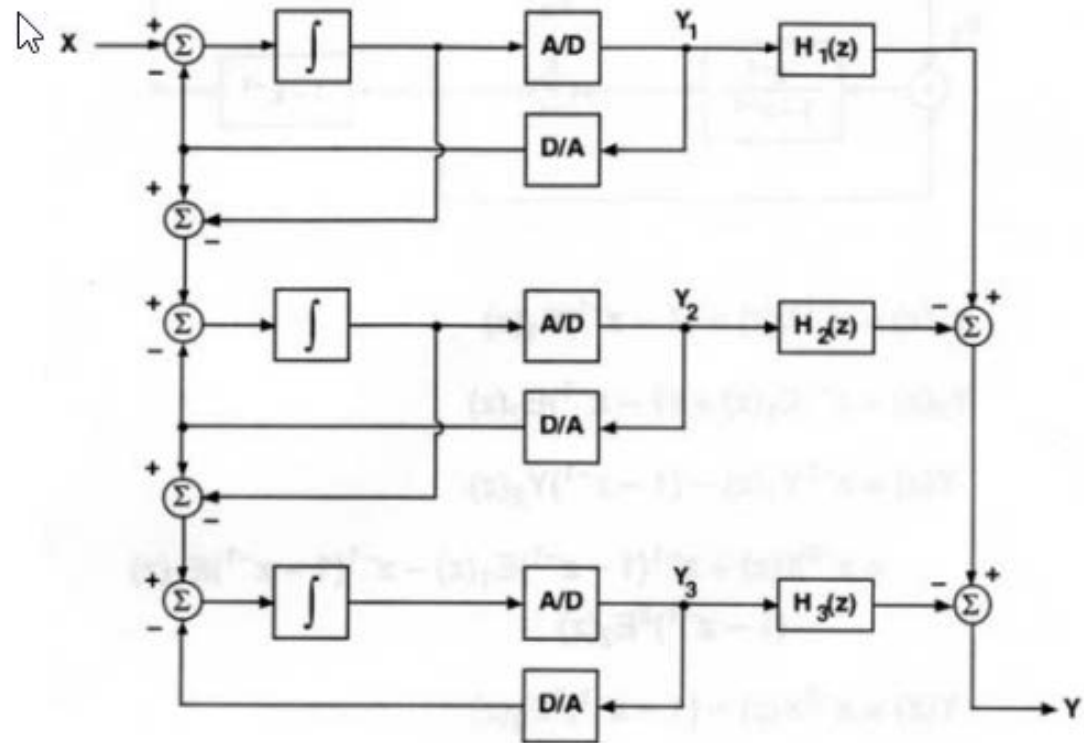 X + Σ ∫ A/D Y1 H1(z)
−
D/A
+
Σ
−
+ Σ ∫ A/D Y2 H2(z) − + Σ
−
D/A
+
Σ
−
+ Σ ∫ A/D Y3 H3(z) − + Σ
−
D/A
Y